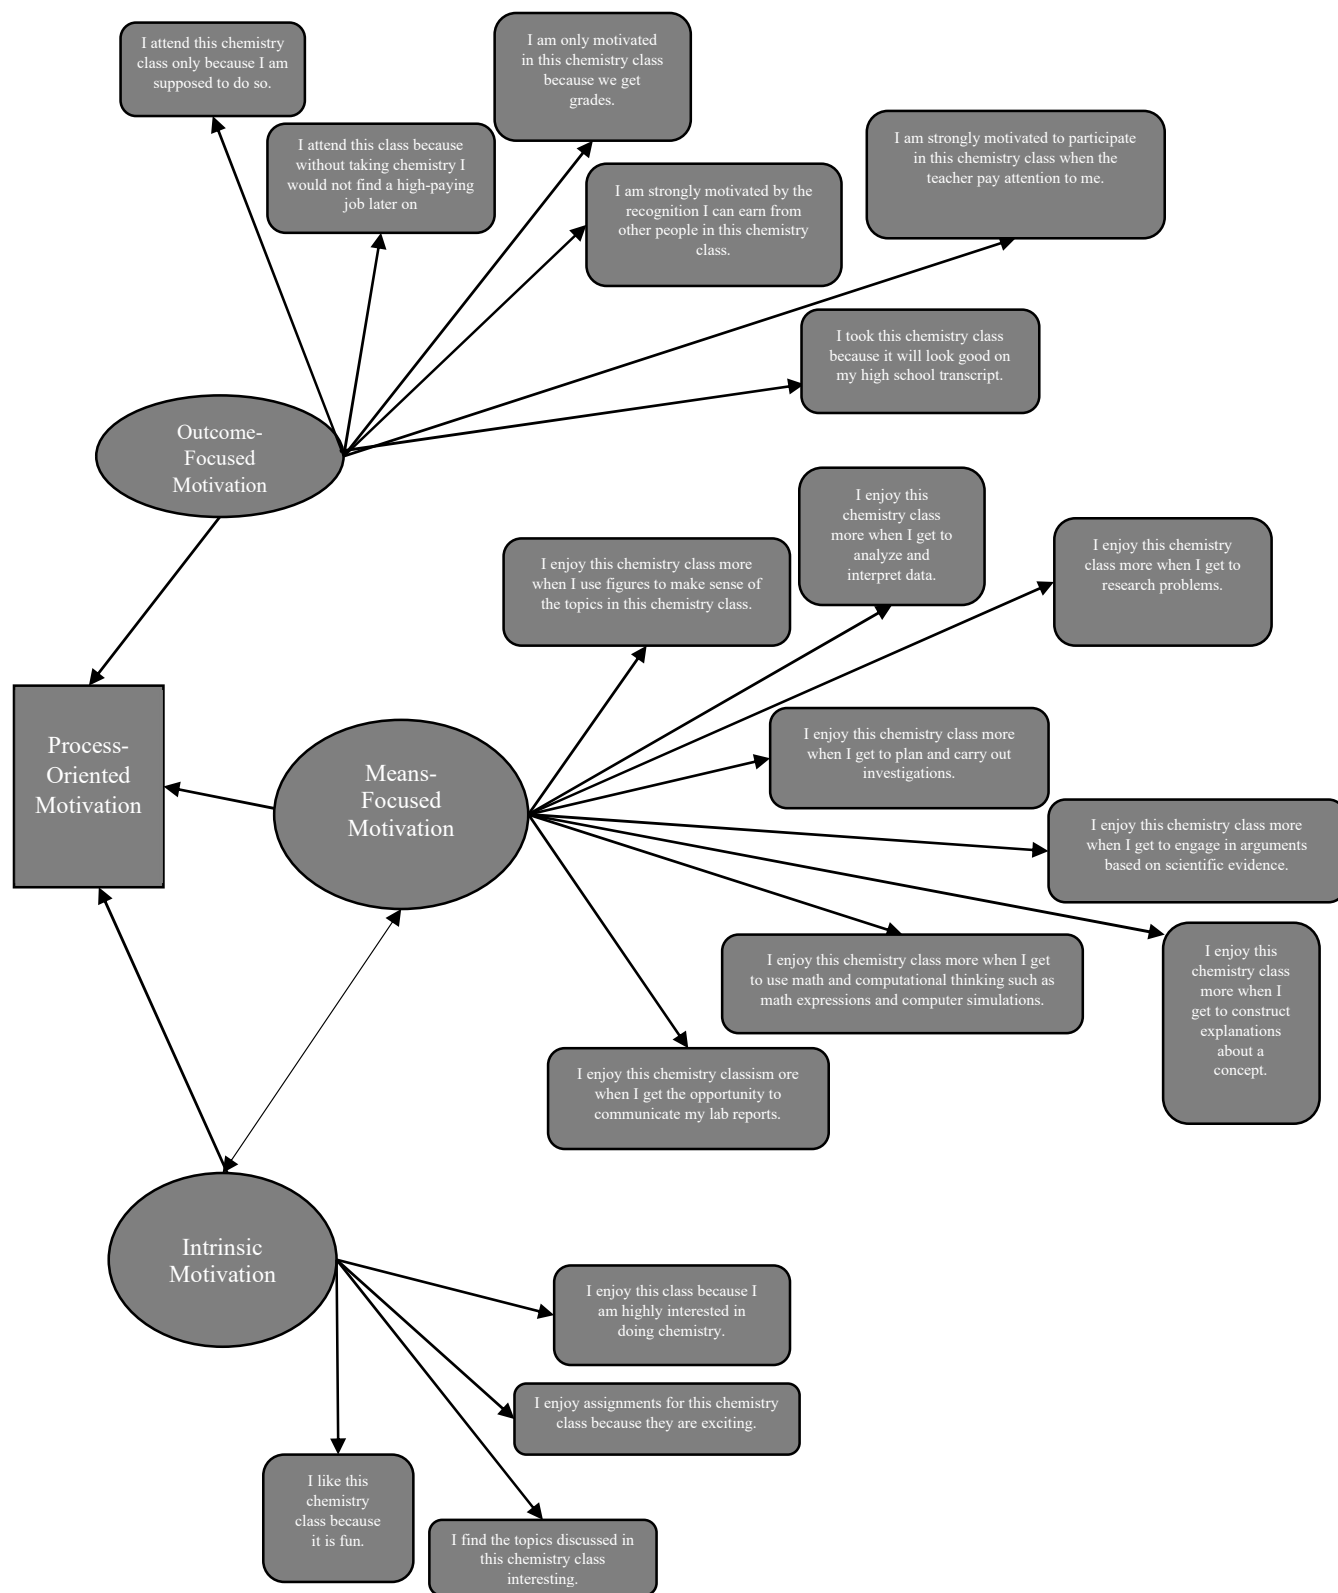 I attend this chemistry
class only because I am
supposed to do so.
I am only motivated
in this chemistry class
because we get
grades.
I attend this class because
without taking chemistry I
would not find a high-paying
job later on
I am strongly motivated to participate
in this chemistry class when the
teacher pay attention to me.
I am strongly motivated by the
recognition I can earn from
other people in this chemistry
class.
I took this chemistry class
because it will look good on
my high school transcript.
Outcome-
Focused
Motivation
I enjoy this
chemistry class
more when I get to
analyze and
interpret data.
I enjoy this chemistry class more
when I use figures to make sense of
the topics in this chemistry class.
I enjoy this chemistry
class more when I get to
research problems.
Process-
Oriented
Motivation
Means-
Focused
Motivation
I enjoy this chemistry class more
when I get to plan and carry out
investigations.
I enjoy this chemistry class more
when I get to engage in arguments
based on scientific evidence.
I enjoy this chemistry class more when I get
to use math and computational thinking such as
math expressions and computer simulations.
I enjoy this
chemistry class
more when I
get to construct
explanations
about a
concept.
I enjoy this chemistry classism ore
when I get the opportunity to
communicate my lab reports.
Intrinsic
Motivation
I enjoy this class because I
am highly interested in
doing chemistry.
I enjoy assignments for this chemistry
class because they are exciting.
I like this
chemistry
class because
it is fun.
I find the topics discussed in
this chemistry class
interesting.